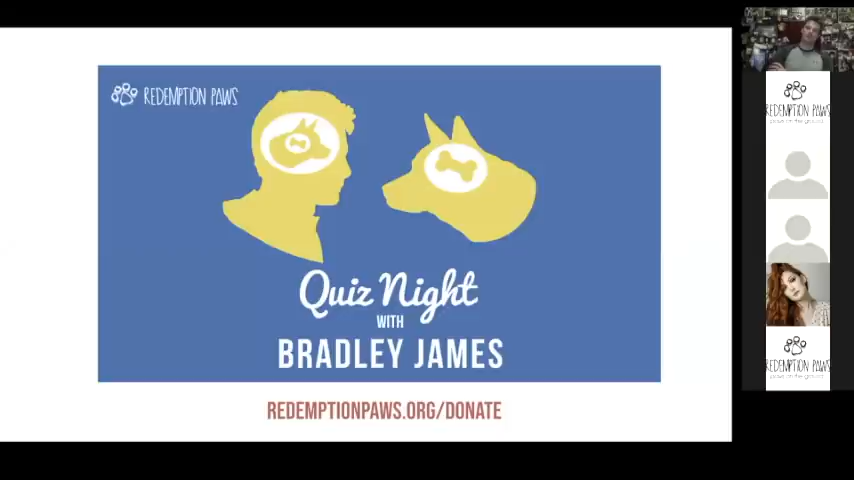 REDEMPTION PAWS
Quiz Night
WITH
BRADLEY JAMES
REDEMPTIONPAWS.ORG/DONATE
REDEMPTION PAWS
REDEMPTION PAWS